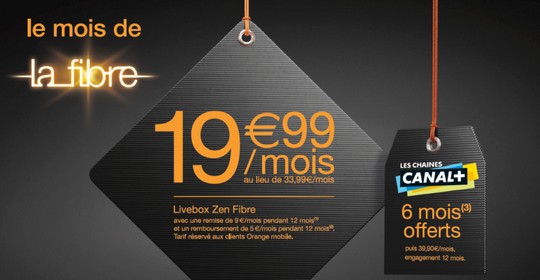 le mois de
la fibre
19€99
/mois
au lieu de 33,99€/mois
Livebox Zen Fibre
avec une remise de 9€/mois pendant 12 mois(1)
et un remboursement de 5€/mois pendant 12 mois(2).
Tarif réservé aux clients Orange mobile.
LES CHAINES
CANAL+
6 mois(3)
offerts
puis 39,90€/mois,
engagement 12 mois.